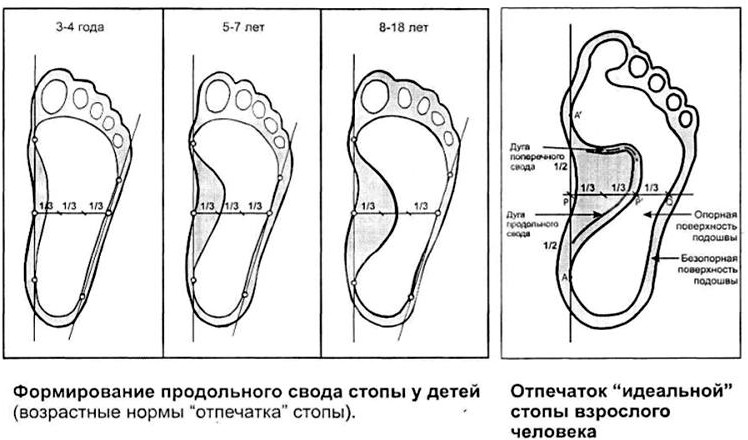 3-4 года
5-7 лет
8-18 лет
1/3 1/3 1/3
1/3 1/3 1/3
1/3 1/3
Формирование продольного свода стопы у детей
(возрастные нормы “отпечатка” стопы).
A'
Дуга
поперечного
свода
1/2
1/3 1/3 1/3
P P' Q
Дуга
продольного
свода
1/2
A
Опорная
поверхность
подошвы
Безопорная
поверхность
подошвы
Отпечаток “идеальной”
стопы взрослого
человека